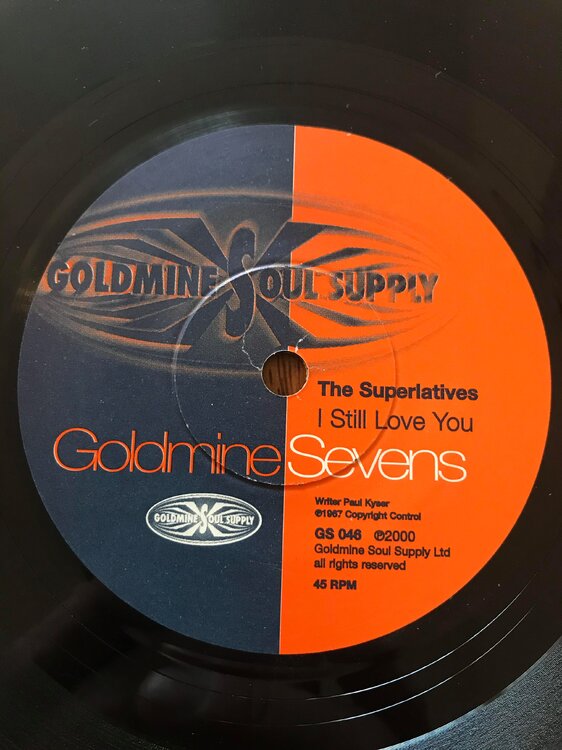 GOLDMINE SOUL SUPPLY
The Superlatives
I Still Love You
Goldmine Sevens
GOLDMINE SOUL SUPPLY
Writer Paul Kyser
℗1967 Copyright Control
GS 046 ℗2000
Goldmine Soul Supply Ltd
all rights reserved
45 RPM